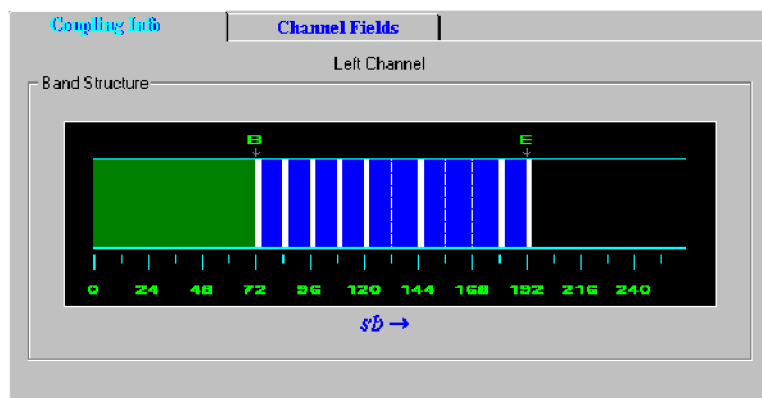 Coupling Info Channel Fields
Left Channel
Band Structure
B E
0 24 48 72 96 120 144 168 192 216 240
sb →